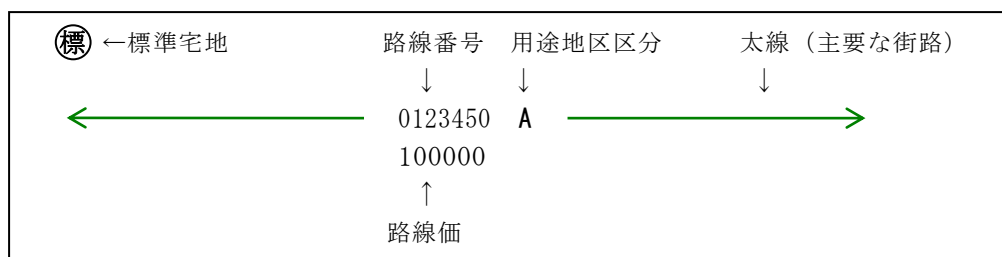 標 ←標準宅地 路線番号 用途地区区分 太線（主要な街路）
↓ ↓ ↓
0123450 A
100000
↑
路線価